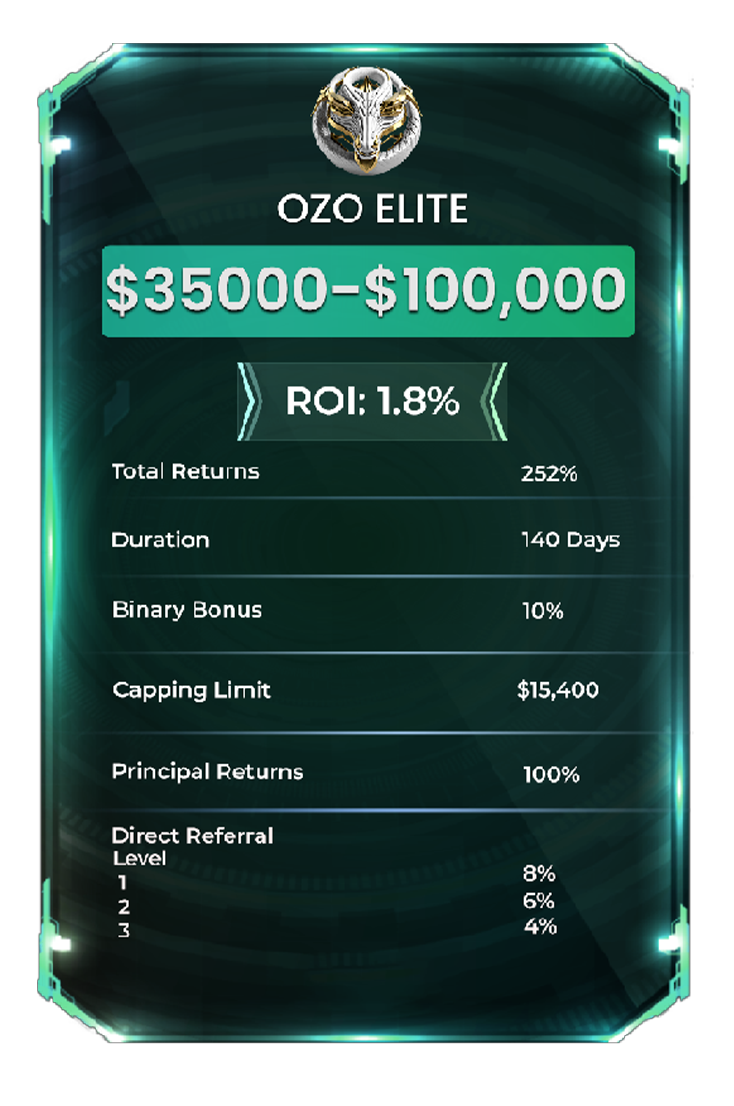 OZO ELITE
$35000-$100,000
ROI: 1.8%
Total Returns 252%
Duration 140 Days
Binary Bonus 10%
Capping Limit $15,400
Principal Returns 100%
Direct Referral
Level
1 8%
2 6%
3 4%